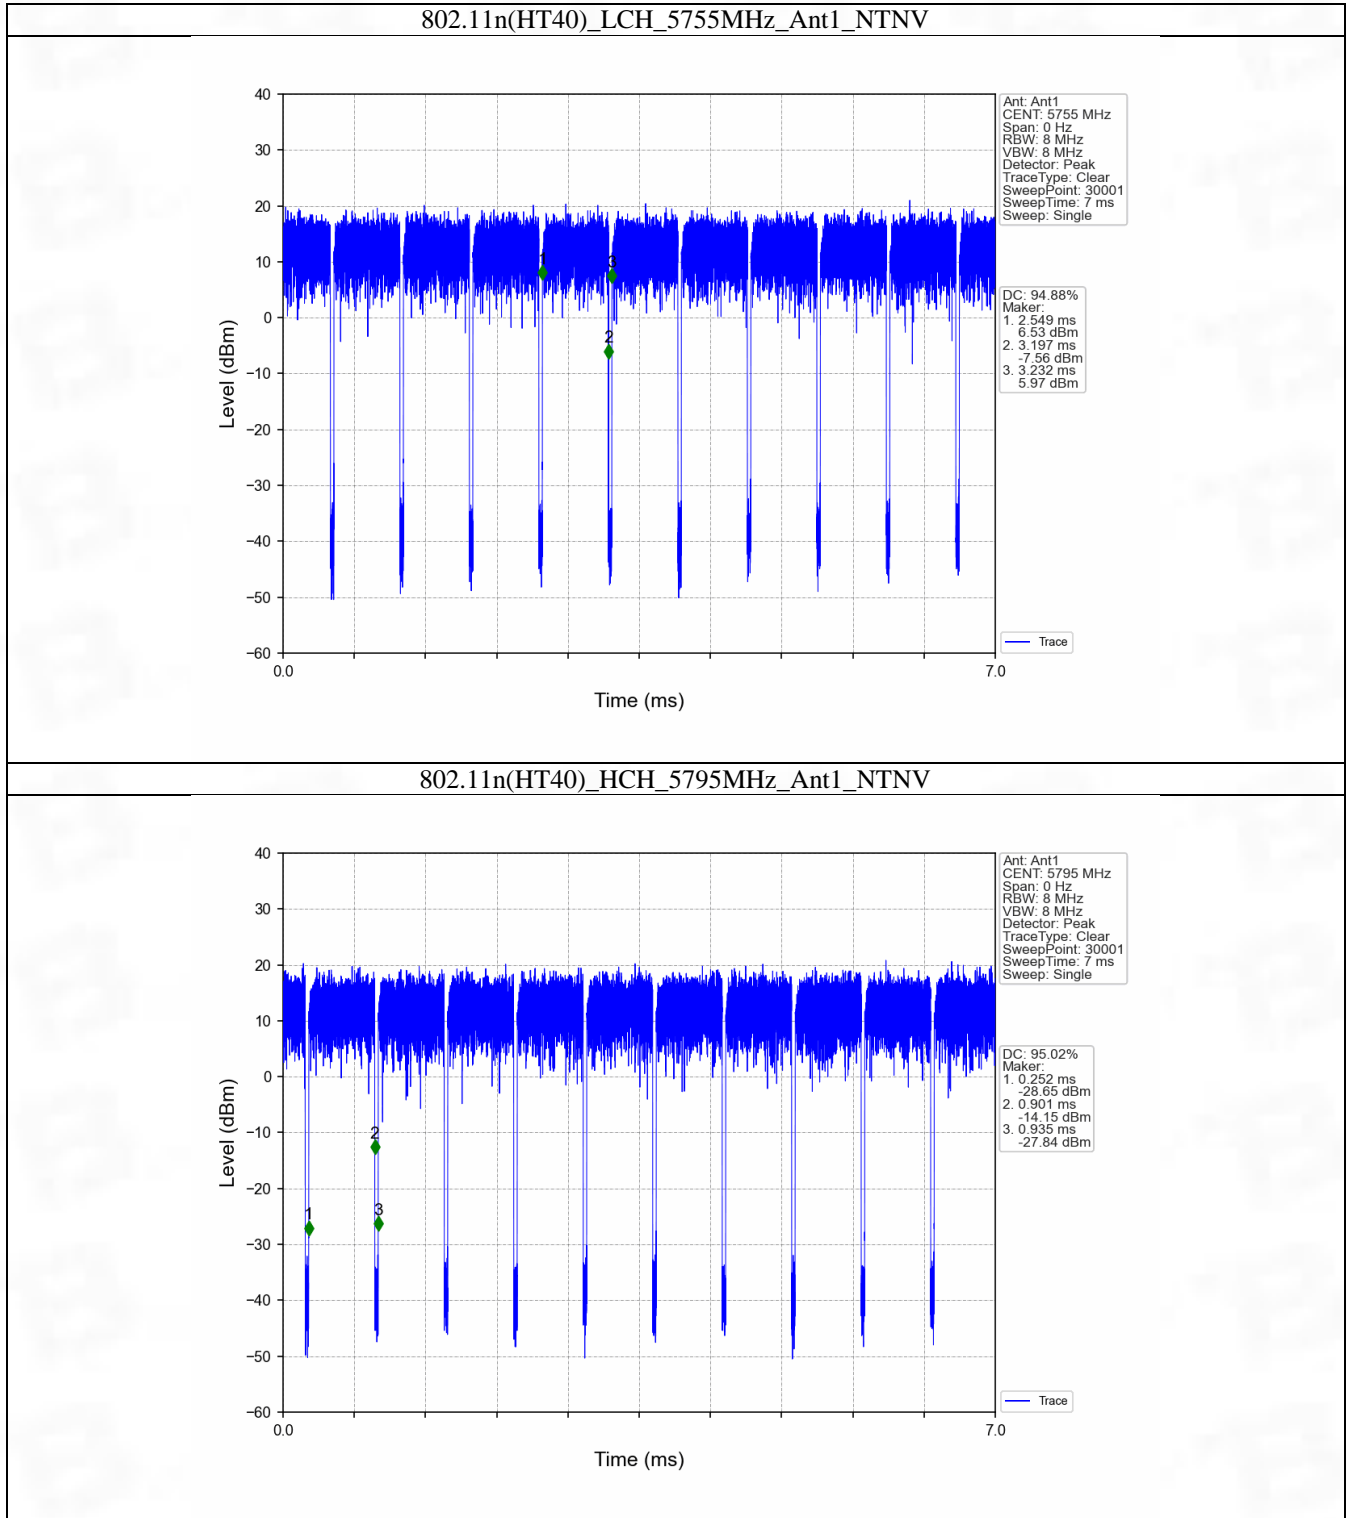 802.11n(HT40)_LCH_5755MHz_Ant1_NTNV
40
30
20
10
0
−10
−20
−30
−40
−50
−60
Level (dBm)
0.0
7.0
Time (ms)
1
2
3
Ant: Ant1
CENT: 5755 MHz
Span: 0 Hz
RBW: 8 MHz
VBW: 8 MHz
Detector: Peak
TraceType: Clear
SweepPoint: 30001
SweepTime: 7 ms
Sweep: Single
DC: 94.88%
Maker:
1. 2.549 ms
6.53 dBm
2. 3.197 ms
-7.56 dBm
3. 3.232 ms
5.97 dBm
Trace
802.11n(HT40)_HCH_5795MHz_Ant1_NTNV
40
30
20
10
0
−10
−20
−30
−40
−50
−60
Level (dBm)
0.0
7.0
Time (ms)
1
2
3
Ant: Ant1
CENT: 5795 MHz
Span: 0 Hz
RBW: 8 MHz
VBW: 8 MHz
Detector: Peak
TraceType: Clear
SweepPoint: 30001
SweepTime: 7 ms
Sweep: Single
DC: 95.02%
Maker:
1. 0.252 ms
-28.65 dBm
2. 0.901 ms
-14.15 dBm
3. 0.935 ms
-27.84 dBm
Trace